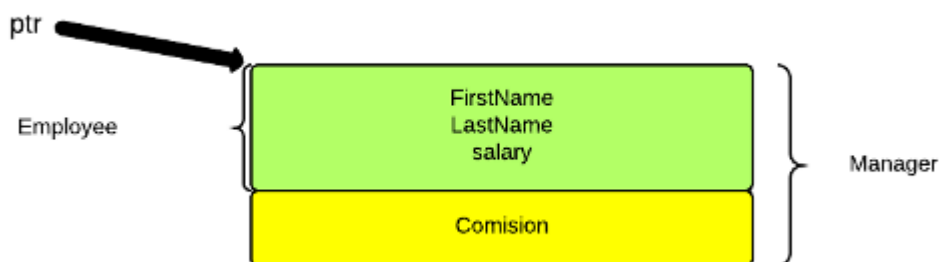 ptr
Employee
FirstName
LastName
salary
Comision
Manager